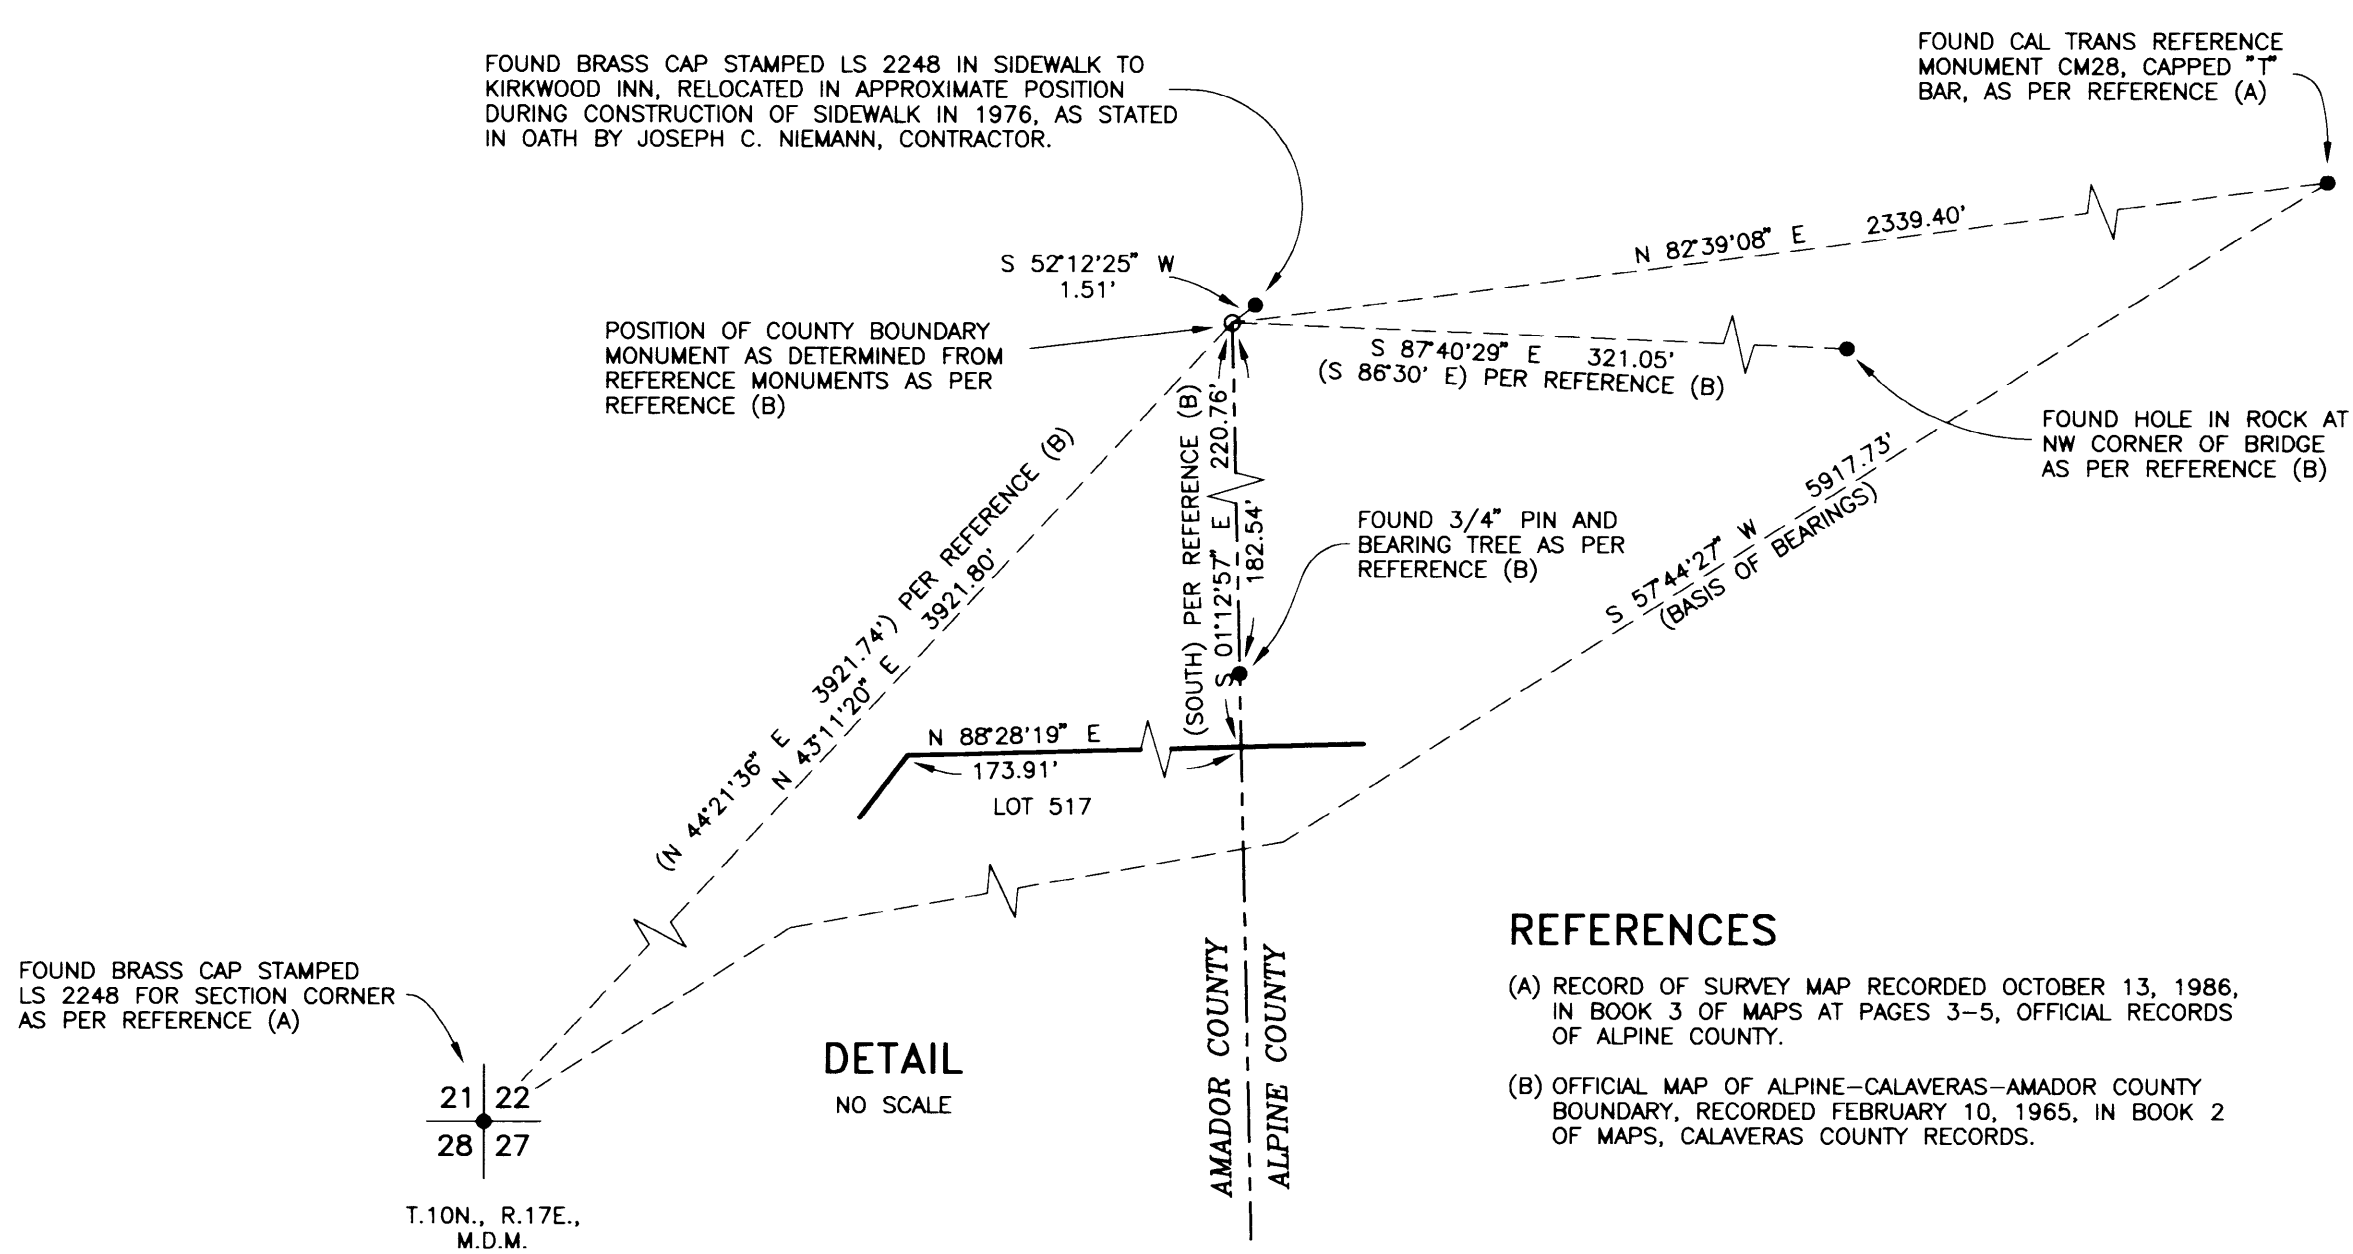 FOUND BRASS CAP STAMPED LS 2248 IN SIDEWALK TO
KIRKWOOD INN, RELOCATED IN APPROXIMATE POSITION
DURING CONSTRUCTION OF SIDEWALK IN 1976, AS STATED
IN OATH BY JOSEPH C. NIEMANN, CONTRACTOR.
FOUND CAL TRANS REFERENCE
MONUMENT CM28, CAPPED "T"
BAR, AS PER REFERENCE (A)
N 82°39'08" E 2339.40'
S 52°12'25" W
1.51'
POSITION OF COUNTY BOUNDARY
MONUMENT AS DETERMINED FROM
REFERENCE MONUMENTS AS PER
REFERENCE (B)
S 87°40'29" E 321.05'
(S 86°30' E) PER REFERENCE (B)
FOUND HOLE IN ROCK AT
NW CORNER OF BRIDGE
AS PER REFERENCE (B)
(SOUTH) PER REFERENCE (B)
S 01°12'57" E 220.76'
182.54'
FOUND 3/4" PIN AND
BEARING TREE AS PER
REFERENCE (B)
S 57°44'27" W 5917.73'
(BASIS OF BEARINGS)
(N 44°21'36" E 3921.74') PER REFERENCE (B)
N 43°11'20" E 3921.80'
N 88°28'19" E
173.91'
LOT 517
FOUND BRASS CAP STAMPED
LS 2248 FOR SECTION CORNER
AS PER REFERENCE (A)
21 22
28 27
T.10N., R.17E.,
M.D.M.
DETAIL
NO SCALE
AMADOR COUNTY
ALPINE COUNTY
REFERENCES
(A) RECORD OF SURVEY MAP RECORDED OCTOBER 13, 1986,
IN BOOK 3 OF MAPS AT PAGES 3-5, OFFICIAL RECORDS
OF ALPINE COUNTY.
(B) OFFICIAL MAP OF ALPINE-CALAVERAS-AMADOR COUNTY
BOUNDARY, RECORDED FEBRUARY 10, 1965, IN BOOK 2
OF MAPS, CALAVERAS COUNTY RECORDS.